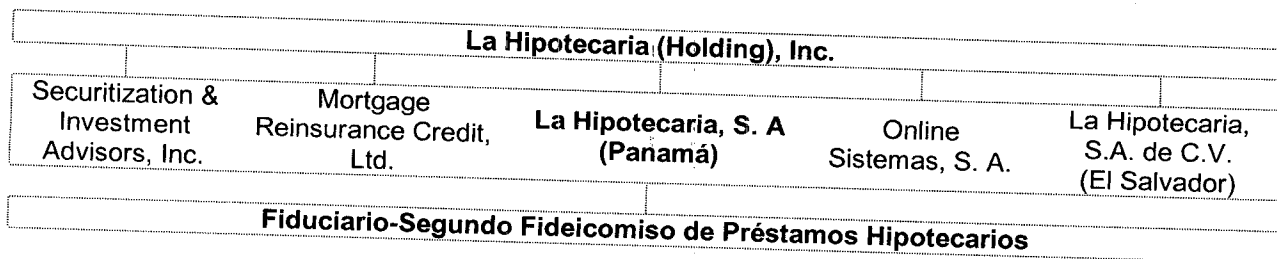 La Hipotecaria (Holding), Inc.
Securitization &
Investment
Advisors, Inc.
Mortgage
Reinsurance Credit,
Ltd.
La Hipotecaria, S. A
(Panamá)
Online
Sistemas, S. A.
La Hipotecaria,
S.A. de C.V.
(El Salvador)
Fiduciario-Segundo Fideicomiso de Préstamos Hipotecarios